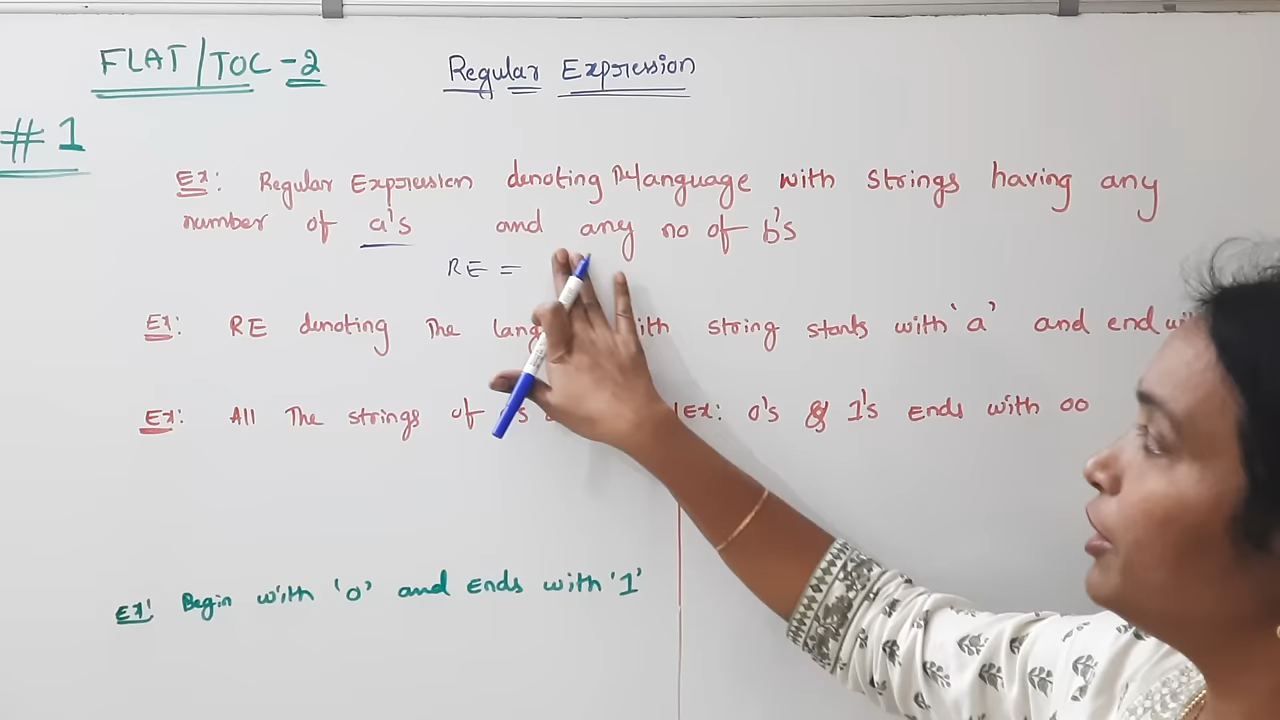 FLAT/TOC-2
Regular Expression
#1
Ex: Regular Expression denoting the language with strings having any
number of a's and any no of b's
RE =
Ex: RE denoting The string starts with 'a' and end
Ex: All The strings of
Ex: 0's & 1's Ends with 00
Ex: Begin with '0' and Ends with '1'